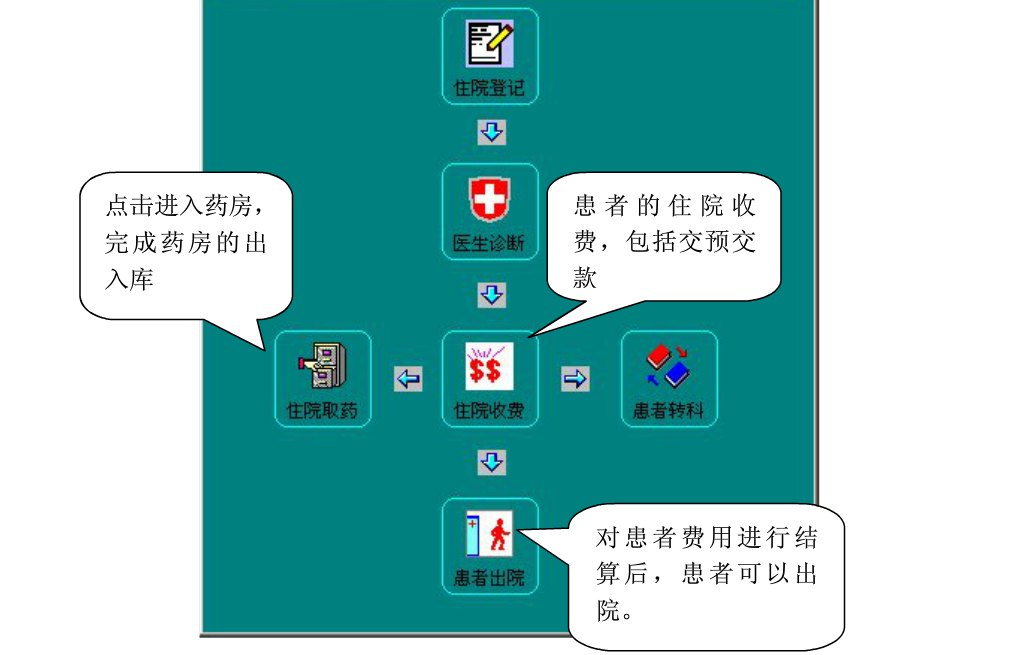 住院登记
医生诊断
点击进入药房，
完成药房的出
入库
患者的住院收
费，包括交预交
款
住院取药
住院收费
患者转科
患者出院
对患者费用进行结
算后，患者可以出
院。